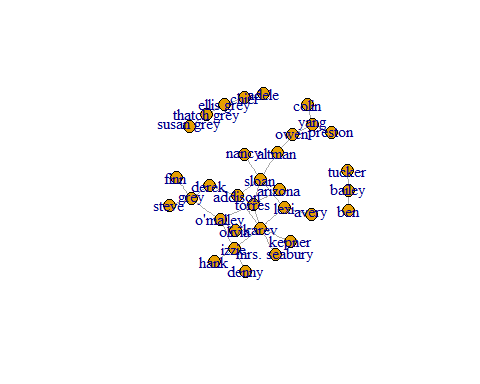 adele
chief
ellis grey
colin
thatch grey
susan grey
yang
preston
owen
nancy
altman
tucker
finn
sloan
derek
arizona
bailey
grey
addison
steve
torres
lexi
avery
ben
o'malley
olivia
karev
kepner
izzie
mrs. seabury
hank
denny